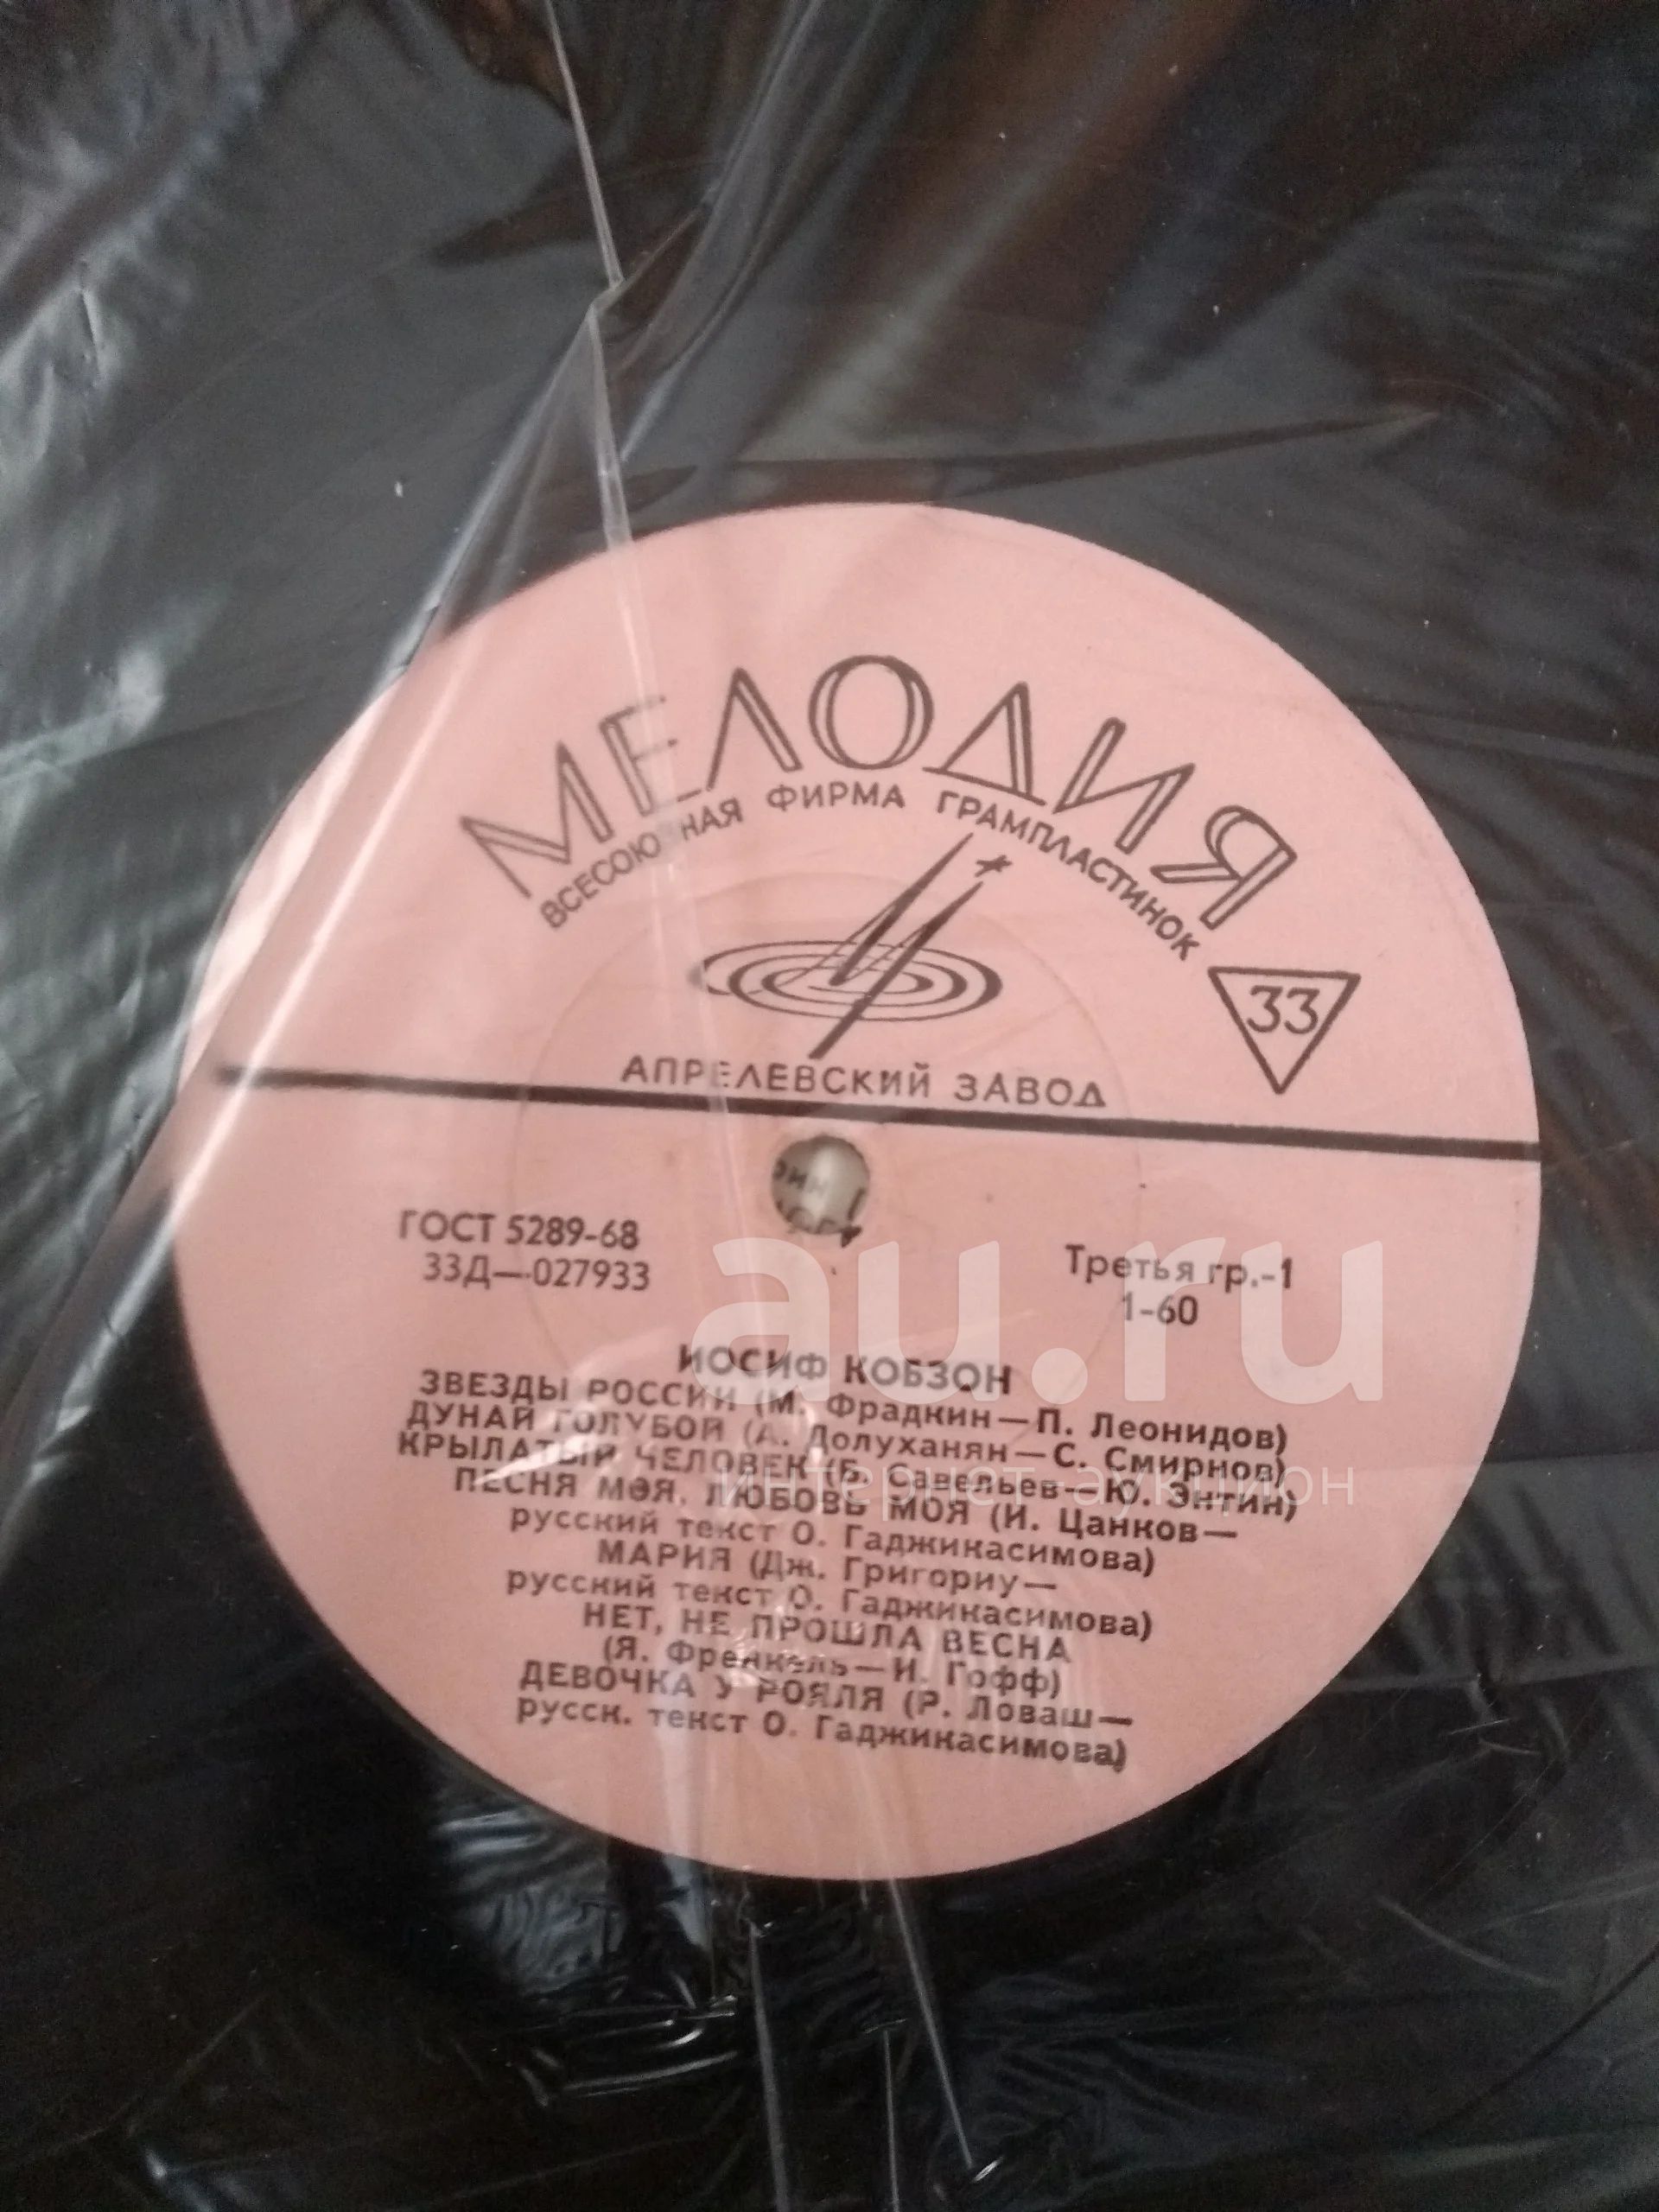 МЕЛОДИЯ
ВСЕСОЮЗНАЯ ФИРМА ГРАМПЛАСТИНОК
33
АПРЕЛЕВСКИЙ ЗАВОД
ГОСТ 5289-68
33Д—027933
Третья гр.-1
1-60
ИОСИФ КОБЗОН
ЗВЕЗДЫ РОССИИ (М. Фрадкин—П. Леонидов)
ДУНАЙ ГОЛУБОЙ (А. Долуханян—С. Смирнов)
КРЫЛАТЫЙ ЧЕЛОВЕК (Б. Савельев—Ю. Энтин)
ПЕСНЯ МОЯ, ЛЮБОВЬ МОЯ (И. Цанков—
русский текст О. Гаджикасимова)
МАРИЯ (Дж. Григориу—
русский текст О. Гаджикасимова)
НЕТ, НЕ ПРОШЛА ВЕСНА
(Я. Френкель—И. Гофф)
ДЕВОЧКА У РОЯЛЯ (Р. Ловаш—
русск. текст О. Гаджикасимова)
au.ru
интернет-аукцион